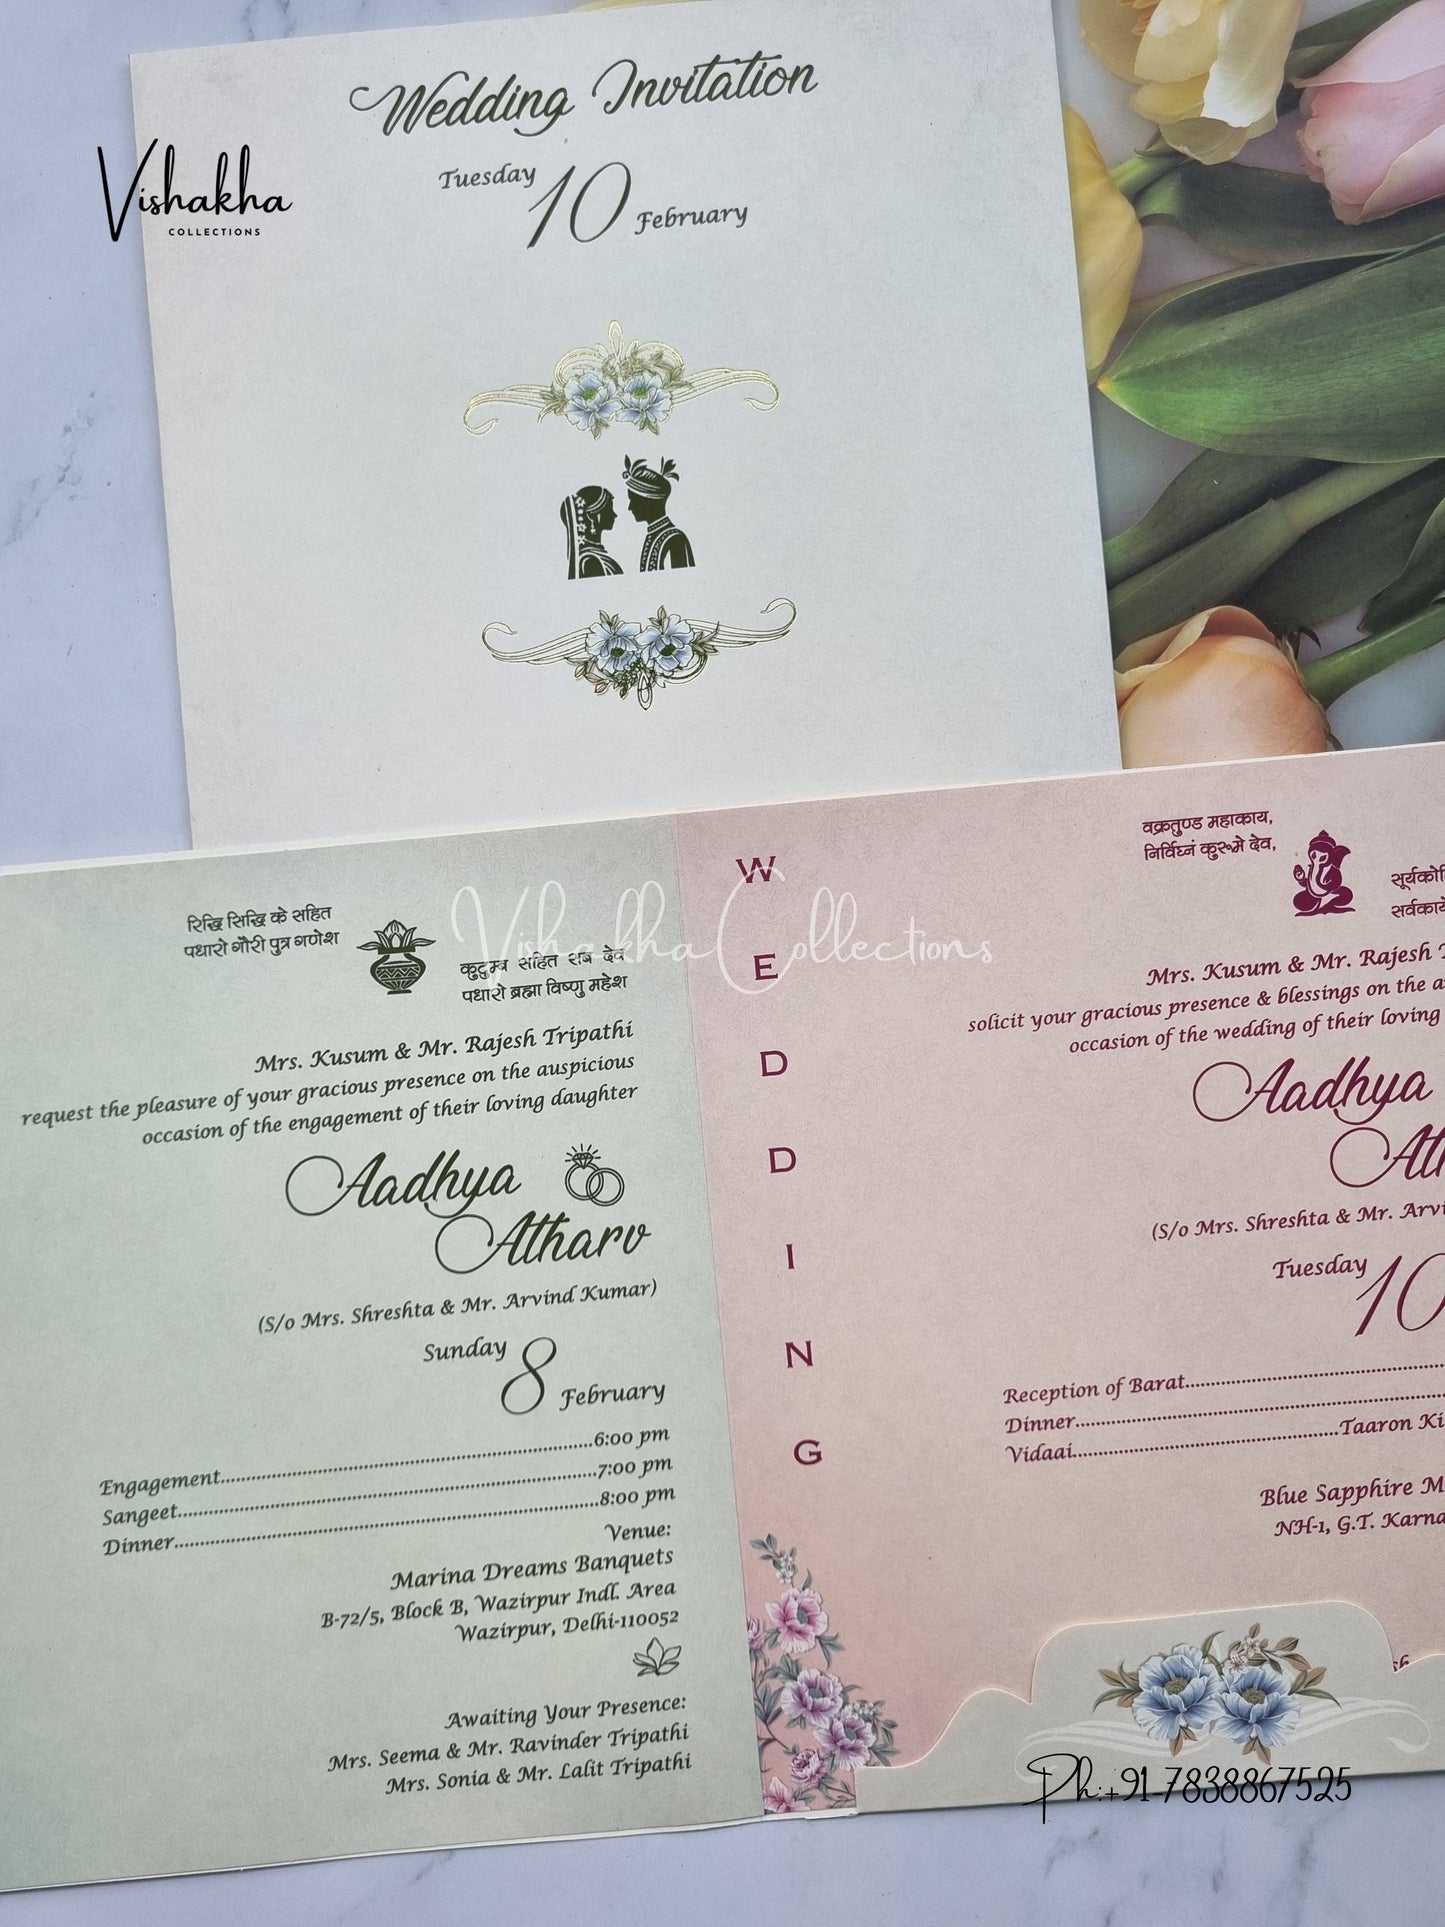 Wedding Invitation
Tuesday 10 February
Vishakha
COLLECTIONS
रिद्धि सिद्धि के सहित
पधारो गौरी पुत्र गणेश
कुटुम्ब सहित सब देव
पधारो ब्रह्मा विष्णु महेश
Mrs. Kusum & Mr. Rajesh Tripathi
request the pleasure of your gracious presence on the auspicious
occasion of the engagement of their loving daughter
Aadhya
Atharv
(S/o Mrs. Shreshta & Mr. Arvind Kumar)
Sunday 8 February
Engagement..........6:00 pm
Sangeet..........7:00 pm
Dinner..........8:00 pm
Venue:
Marina Dreams Banquets
B-72/5, Block B, Wazirpur Indl. Area
Wazirpur, Delhi-110052
Awaiting Your Presence:
Mrs. Seema & Mr. Ravinder Tripathi
Mrs. Sonia & Mr. Lalit Tripathi
Vishakha Collections
WEDDING
वक्रतुण्ड महाकाय,
निर्विघ्नं कुरूमे देव,
Mrs. Kusum & Mr. Rajesh
solicit your gracious presence & blessings on the
occasion of the wedding of their loving
Aadhya
(S/o Mrs. Shreshta & Mr.
Tuesday 10
Reception of Barat..........
Dinner..........
Vidaai..........Taaron
Blue Sapphire
NH-1, G.T.
Ph:+91-7838867525